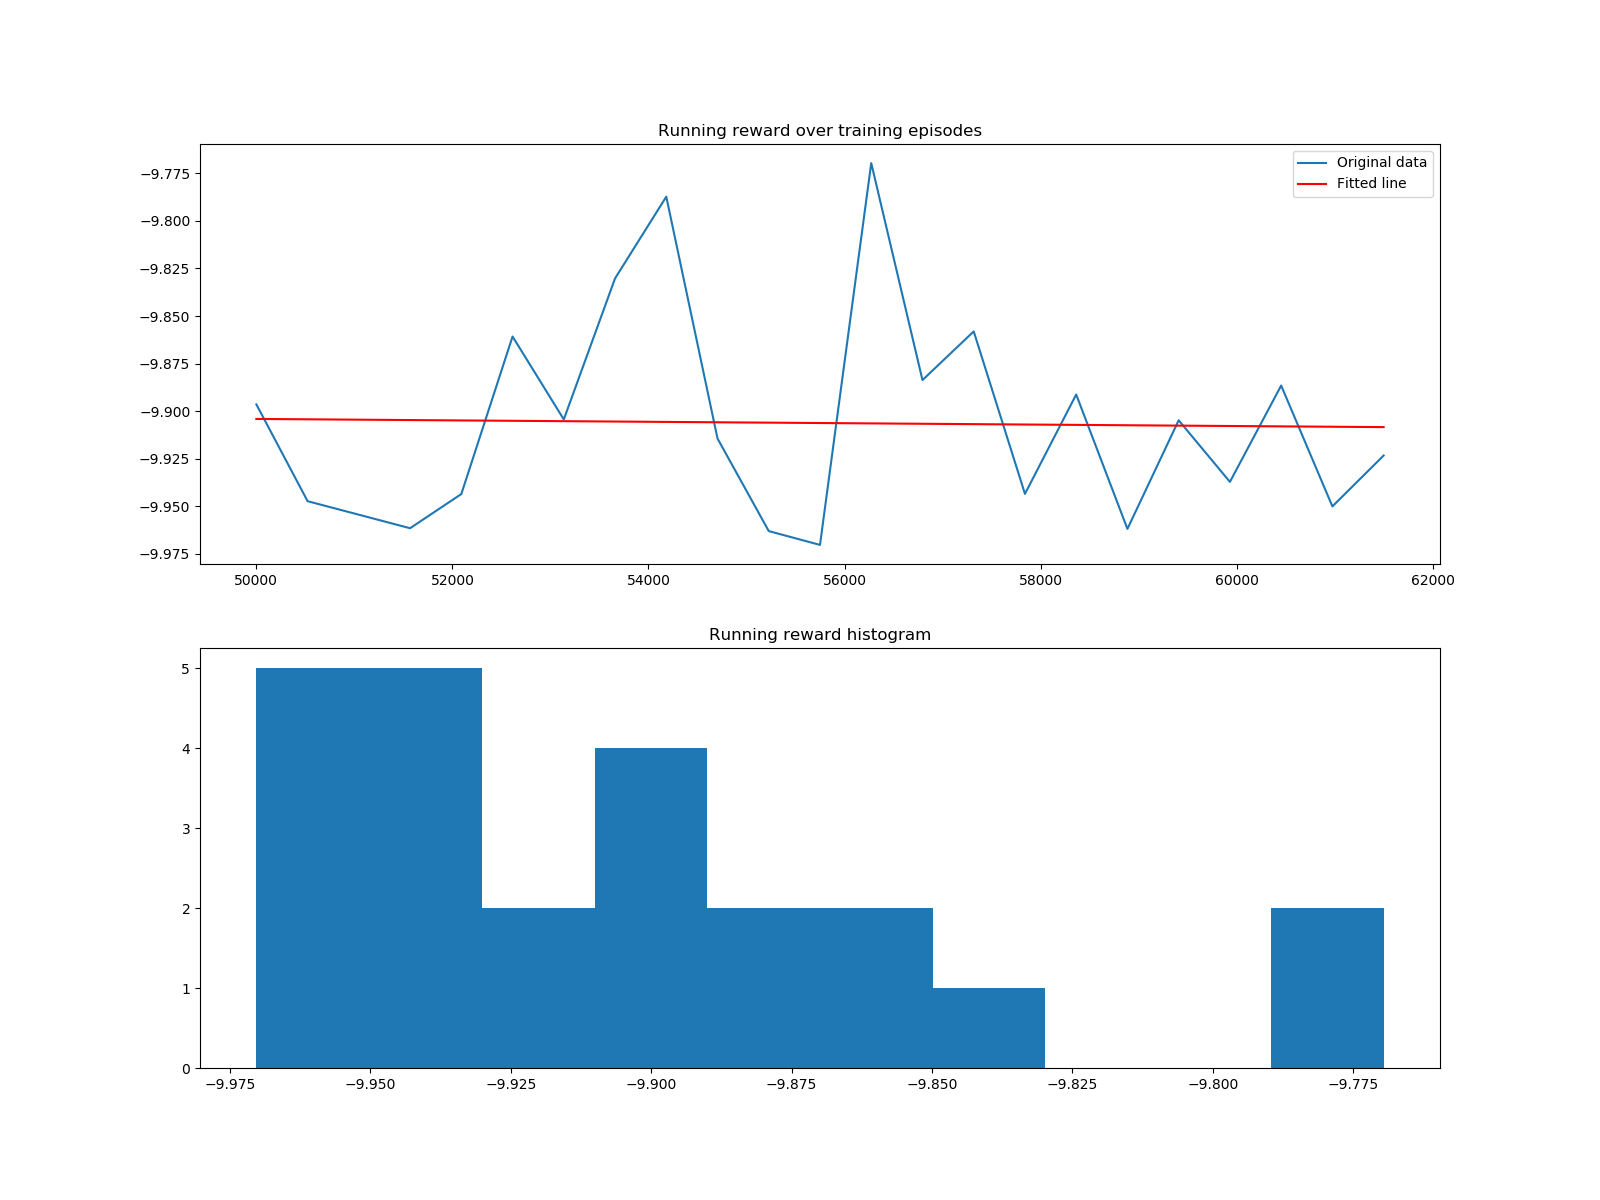 Running reward over training episodes
Original data
Fitted line
−9.775
−9.800
−9.825
−9.850
−9.875
−9.900
−9.925
−9.950
−9.975
50000 52000 54000 56000 58000 60000 62000
Running reward histogram
5
4
3
2
1
0
−9.975 −9.950 −9.925 −9.900 −9.875 −9.850 −9.825 −9.800 −9.775